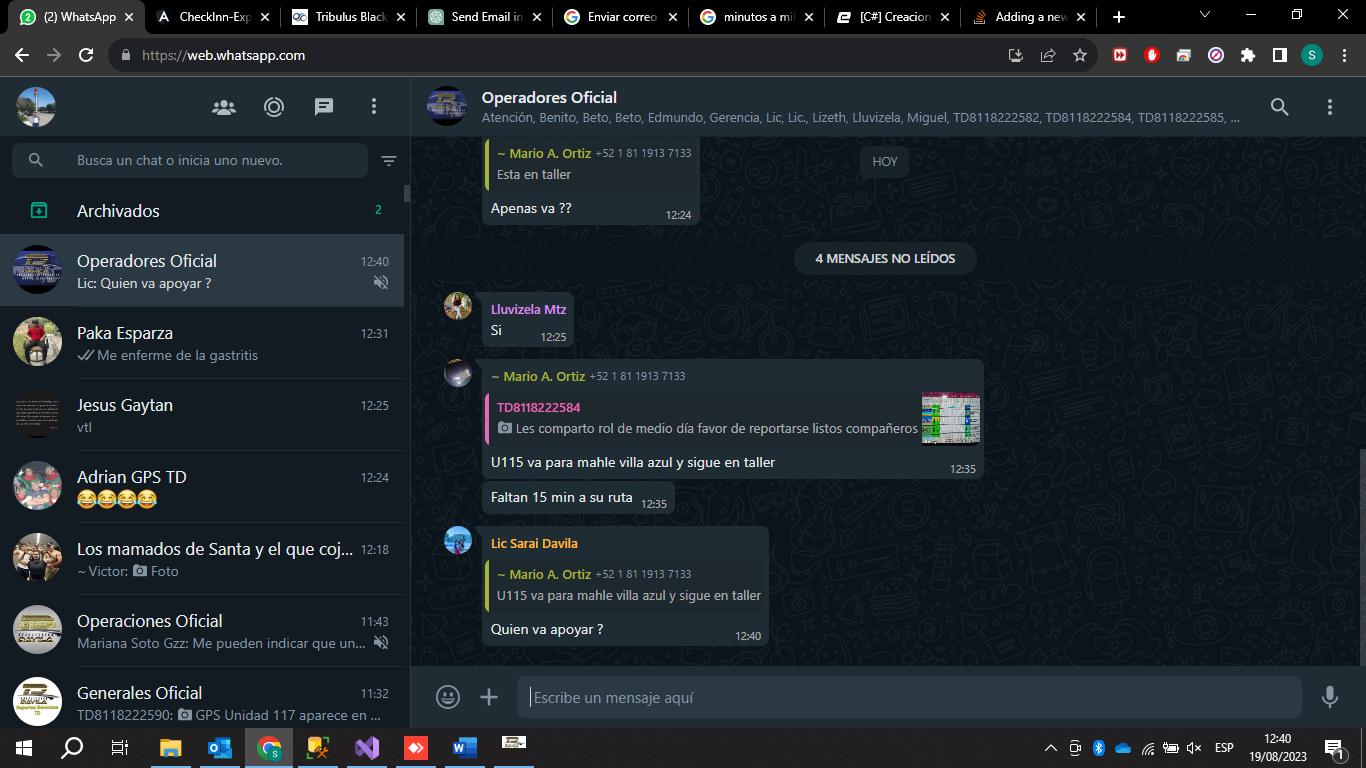 (2) WhatsApp
CheckInn-Exp
Tribulus Black
Send Email in
Enviar correo
minutos a mil
[C#] Creacion
Adding a new
https://web.whatsapp.com
S
Operadores Oficial
Atención, Benito, Beto, Beto, Edmundo, Gerencia, Lic, Lic., Lizeth, Lluvizela, Miguel, TD8118222582, TD8118222584, TD8118222585, ...
Busca un chat o inicia uno nuevo.
Archivados
2
Operadores Oficial
12:40
Lic: Quien va apoyar ?
Paka Esparza
12:31
Me enferme de la gastritis
Jesus Gaytan
12:25
vtl
Adrian GPS TD
12:24
😂😂😂😂
Los mamados de Santa y el que coj...
12:18
~ Victor: Foto
Operaciones Oficial
11:43
Mariana Soto Gzz: Me pueden indicar que un...
Generales Oficial
11:32
TD8118222590: GPS Unidad 117 aparece en ...
HOY
~ Mario A. Ortiz +52 1 81 1913 7133
Esta en taller
Apenas va ??
12:24
4 MENSAJES NO LEÍDOS
Lluvizela Mtz
Si
12:25
~ Mario A. Ortiz +52 1 81 1913 7133
TD8118222584
Les comparto rol de medio día favor de reportarse listos compañeros
U115 va para mahle villa azul y sigue en taller
12:35
Faltan 15 min a su ruta
12:35
Lic Sarai Davila
~ Mario A. Ortiz +52 1 81 1913 7133
U115 va para mahle villa azul y sigue en taller
Quien va apoyar ?
12:40
Escribe un mensaje aquí
ESP
12:40
19/08/2023
1